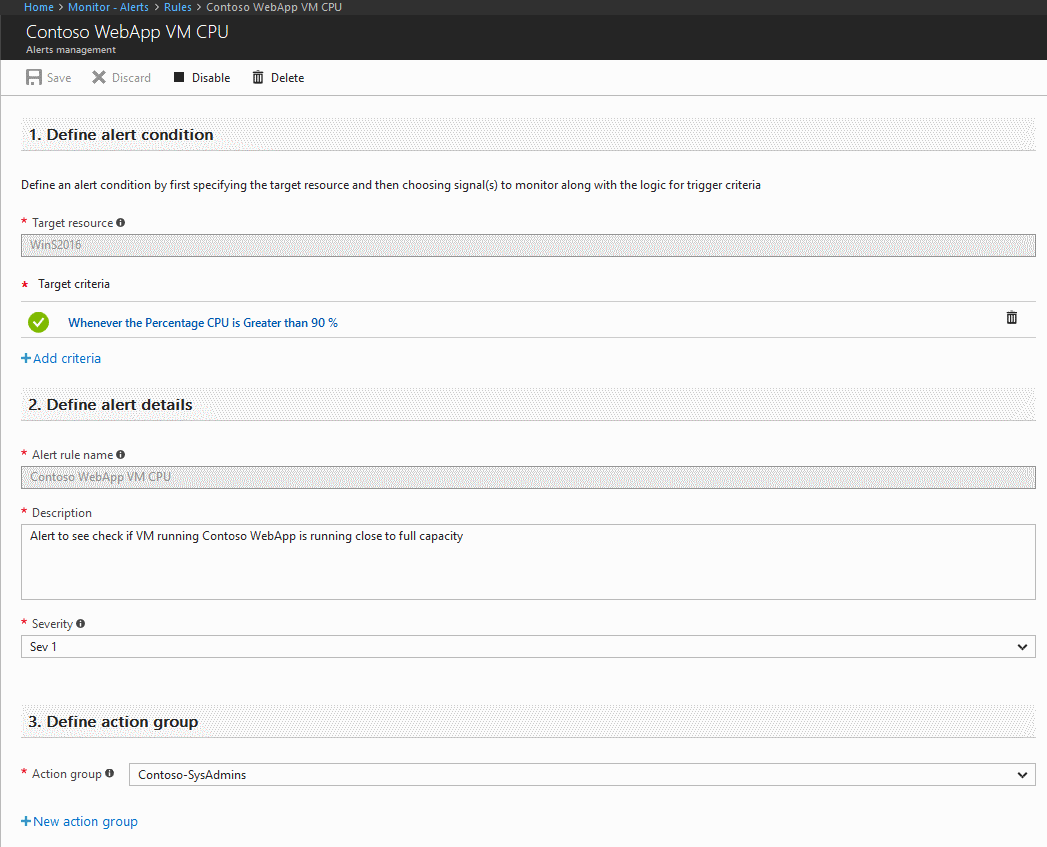 Home > Monitor - Alerts > Rules > Contoso WebApp VM CPU
Contoso WebApp VM CPU
Alerts management
Save Discard Disable Delete
1. Define alert condition
Define an alert condition by first specifying the target resource and then choosing signal(s) to monitor along with the logic for trigger criteria
* Target resource
WinS2016
* Target criteria
Whenever the Percentage CPU is Greater than 90 %
+Add criteria
2. Define alert details
* Alert rule name
Contoso WebApp VM CPU
* Description
Alert to see check if VM running Contoso WebApp is running close to full capacity
* Severity
Sev 1
3. Define action group
* Action group Contoso-SysAdmins
+New action group